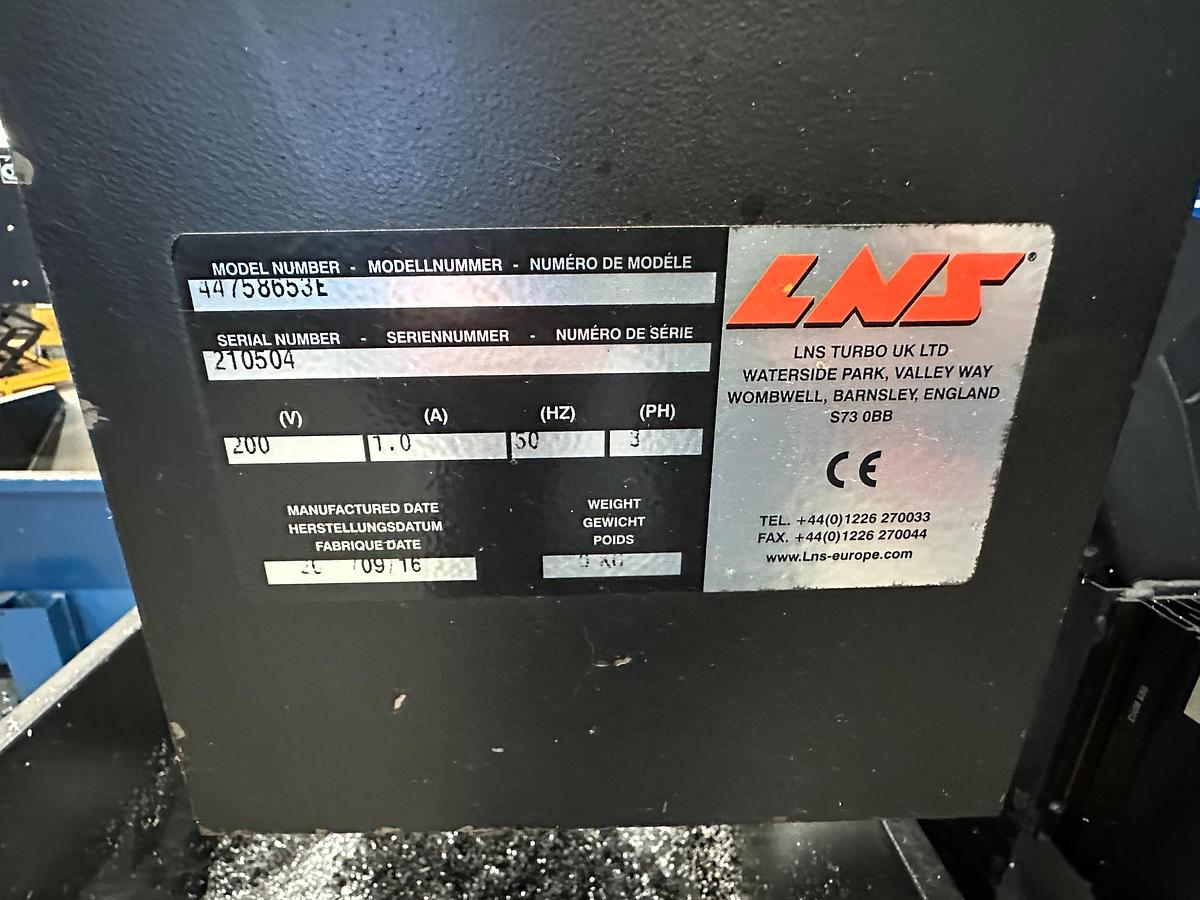 MODEL NUMBER - MODELLNUMMER - NUMÉRO DE MODÉLE
44758653E
SERIAL NUMBER - SERIENNUMMER - NUMÉRO DE SÉRIE
210504
(V) (A) (HZ) (PH)
200 1.0 50 3
MANUFACTURED DATE
HERSTELLUNGSDATUM
FABRIQUE DATE
/09/16
WEIGHT
GEWICHT
POIDS
KG
LNS®
LNS TURBO UK LTD
WATERSIDE PARK, VALLEY WAY
WOMBWELL, BARNSLEY, ENGLAND
S73 0BB
CE
TEL. +44(0)1226 270033
FAX. +44(0)1226 270044
www.Lns-europe.com